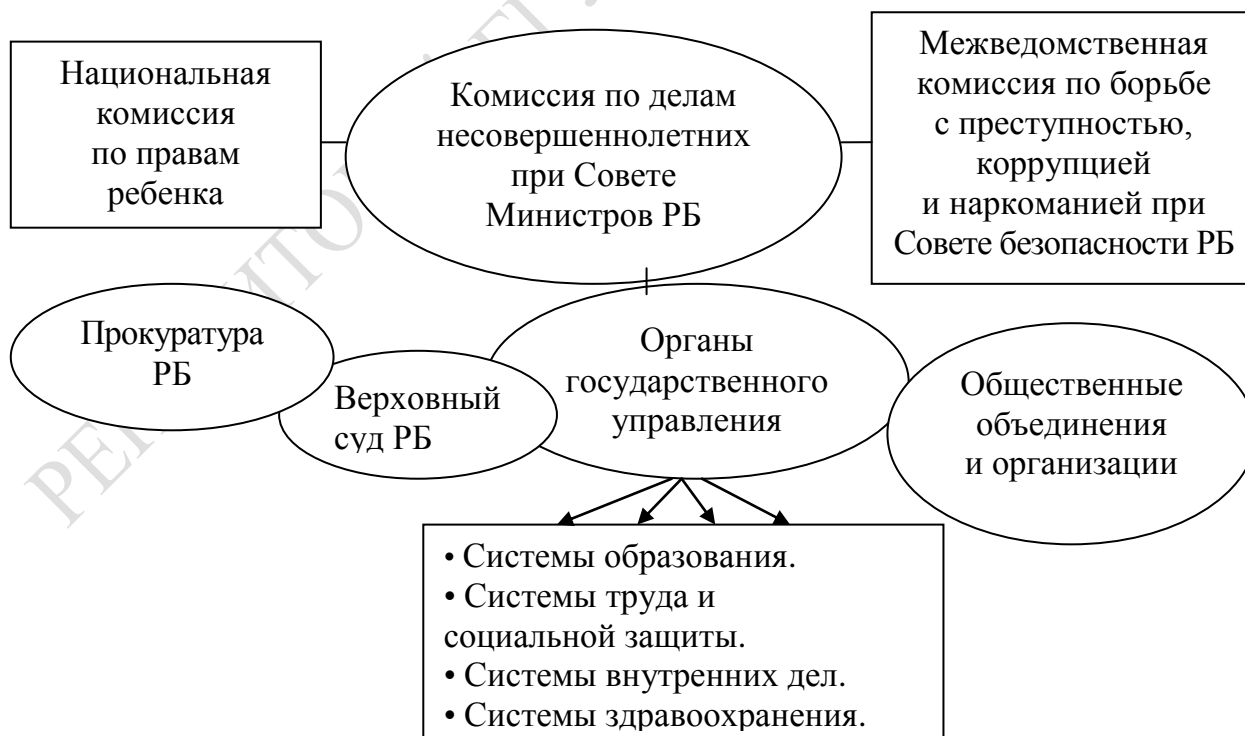 Национальная
комиссия
по правам
ребенка
Комиссия по делам
несовершеннолетних
при Совете
Министров РБ
Межведомственная
комиссия по борьбе
с преступностью,
коррупцией
и наркоманией при
Совете безопасности РБ
Прокуратура
РБ
Верховный
суд РБ
Органы
государственного
управления
Общественные
объединения
и организации
• Системы образования.
• Системы труда и
социальной защиты.
• Системы внутренних дел.
• Системы здравоохранения.